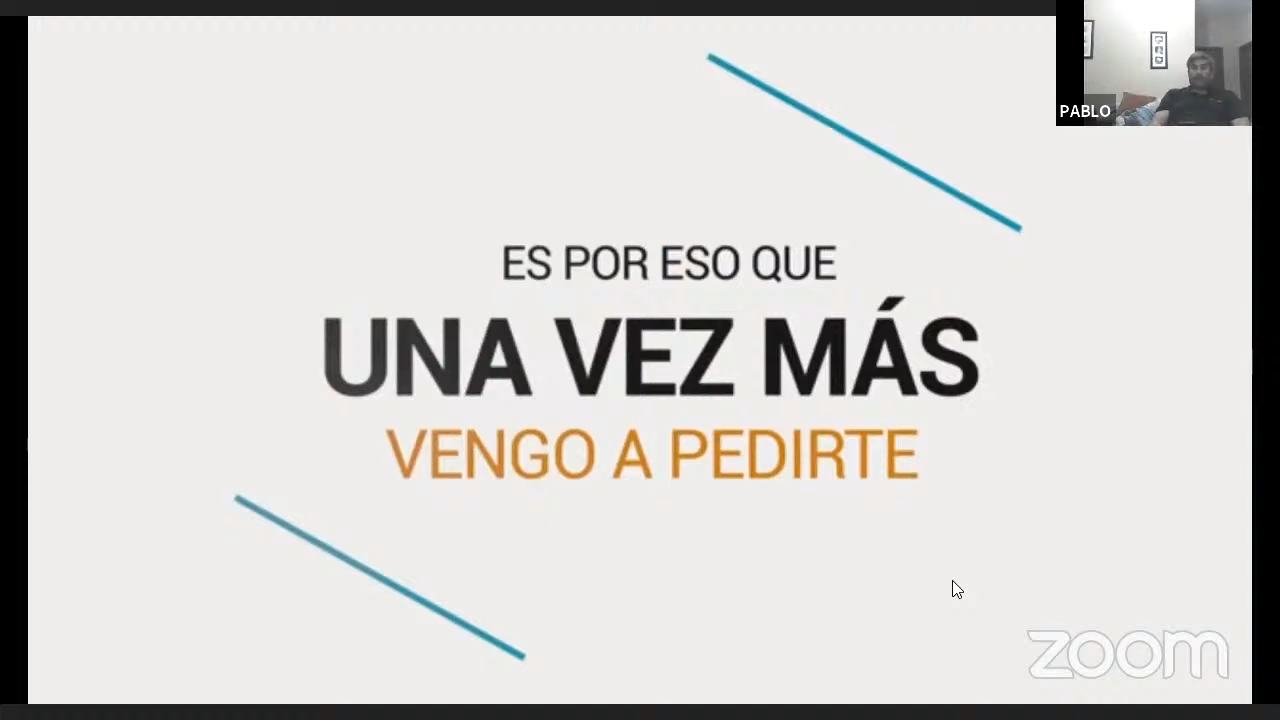 PABLO
ES POR ESO QUE
UNA VEZ MÁS
VENGO A PEDIRTE
zoom